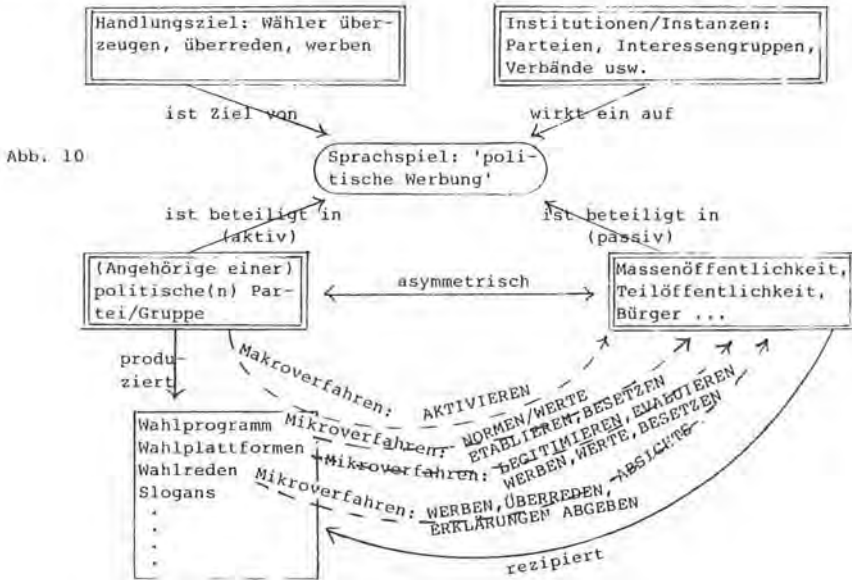 Handlungsziel: Wähler über-
zeugen, überreden, werben
Institutionen/Instanzen:
Parteien, Interessengruppen,
Verbände usw.
ist Ziel von
wirkt ein auf
Abb. 10
Sprachspiel: 'poli-
tische Werbung'
ist beteiligt in
(aktiv)
ist beteiligt in
(passiv)
(Angehörige einer)
politische(n) Par-
tei/Gruppe
asymmetrisch
Massenöffentlichkeit,
Teilöffentlichkeit,
Bürger ...
produ-
ziert
Makroverfahren: AKTIVIEREN
Wahlprogramm
Wahlplattformen
Wahlreden
Slogans
.
.
.
.
Mikroverfahren: NORMEN/WERTE
ETABLIEREN,BESETZEN
Mikroverfahren: LEGITIMIEREN,EVALUIEREN
WERBEN,WERTE,BESETZEN
Mikroverfahren: WERBEN,ÜBERREDEN, ABSICHTS-
ERKLÄRUNGEN ABGEBEN
rezipiert